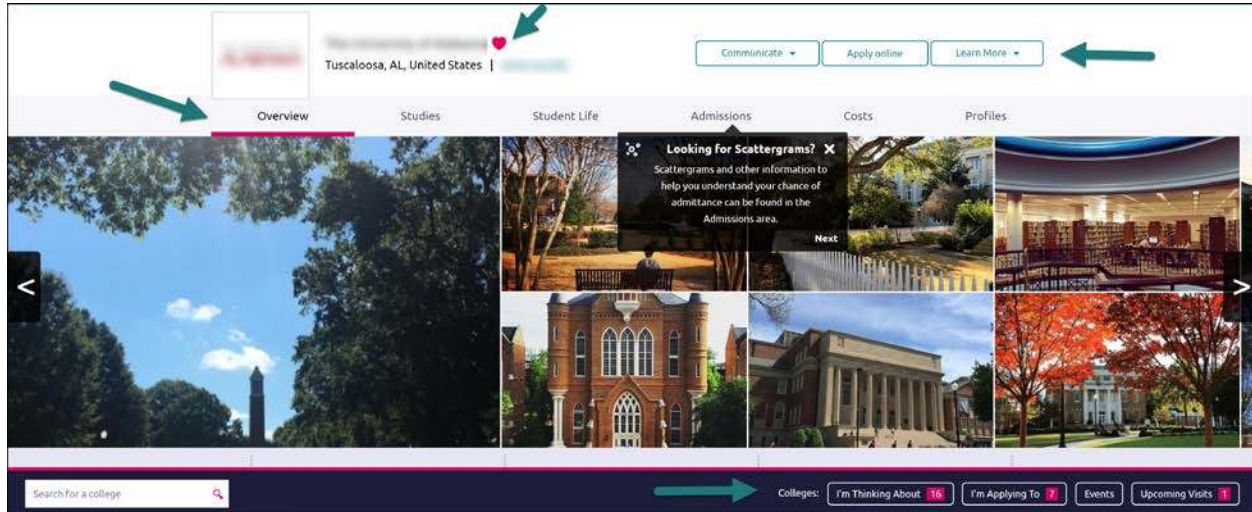 Tuscaloosa, AL, United States |
Communicate
Apply online
Learn More
Overview
Studies
Student Life
Admissions
Costs
Profiles
Looking for Scattergrams? X
Scattergrams and other information to
help you understand your chance of
admittance can be found in the
Admissions area.
Next
<
>
Search for a college
Colleges:
I'm Thinking About 16
I'm Applying To 7
Events
Upcoming Visits 1